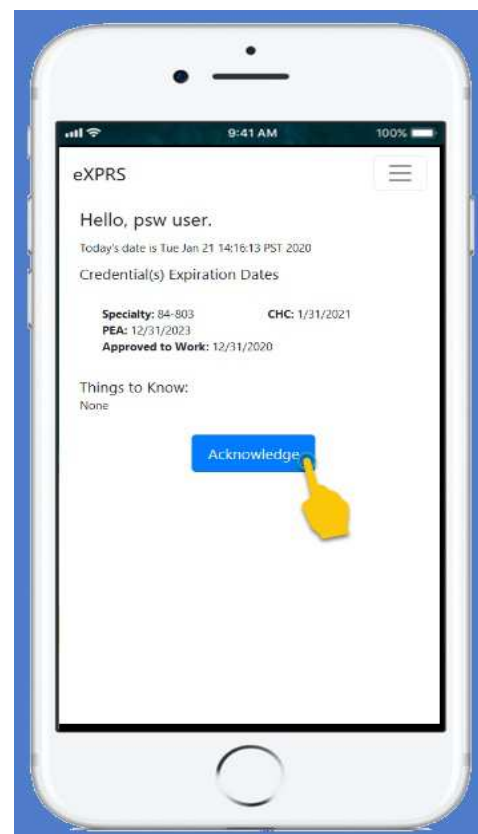 9:41 AM 100%
eXPRS
Hello, psw user.
Today's date is Tue Jan 21 14:16:13 PST 2020
Credential(s) Expiration Dates
Specialty: 84-803 CHC: 1/31/2021
PEA: 12/31/2023
Approved to Work: 12/31/2020
Things to Know:
None
Acknowledge